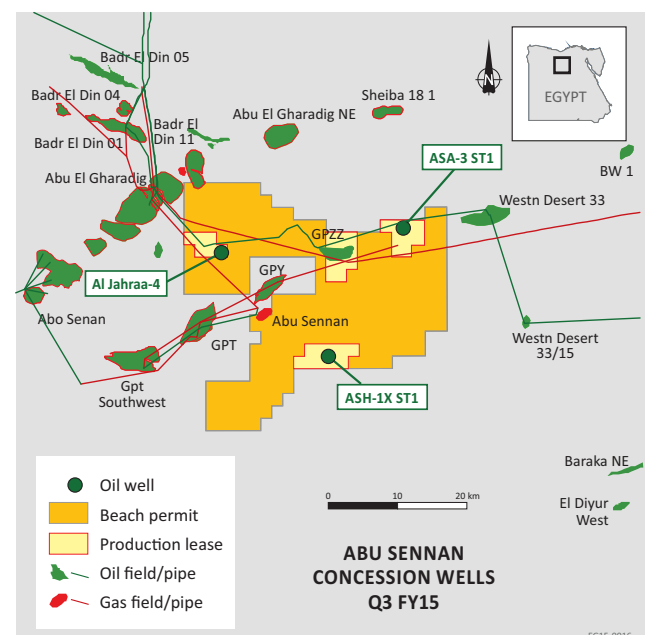 Badr El Din 05
Badr El Din 04
Badr El
Din 11
Badr El Din 01
Abu El Gharadig
Abu El Gharadig NE
Sheiba 18 1
EGYPT
BW 1
ASA-3 ST1
Westn Desert 33
GPZZ
GPY
Al Jahraa-4
Abo Senan
Abu Sennan
GPT
Gpt
Southwest
Westn Desert
33/15
ASH-1X ST1
Baraka NE
El Diyur
West
Oil well
Beach permit
Production lease
Oil field/pipe
Gas field/pipe
0 10 20 km
ABU SENNAN
CONCESSION WELLS
Q3 FY15